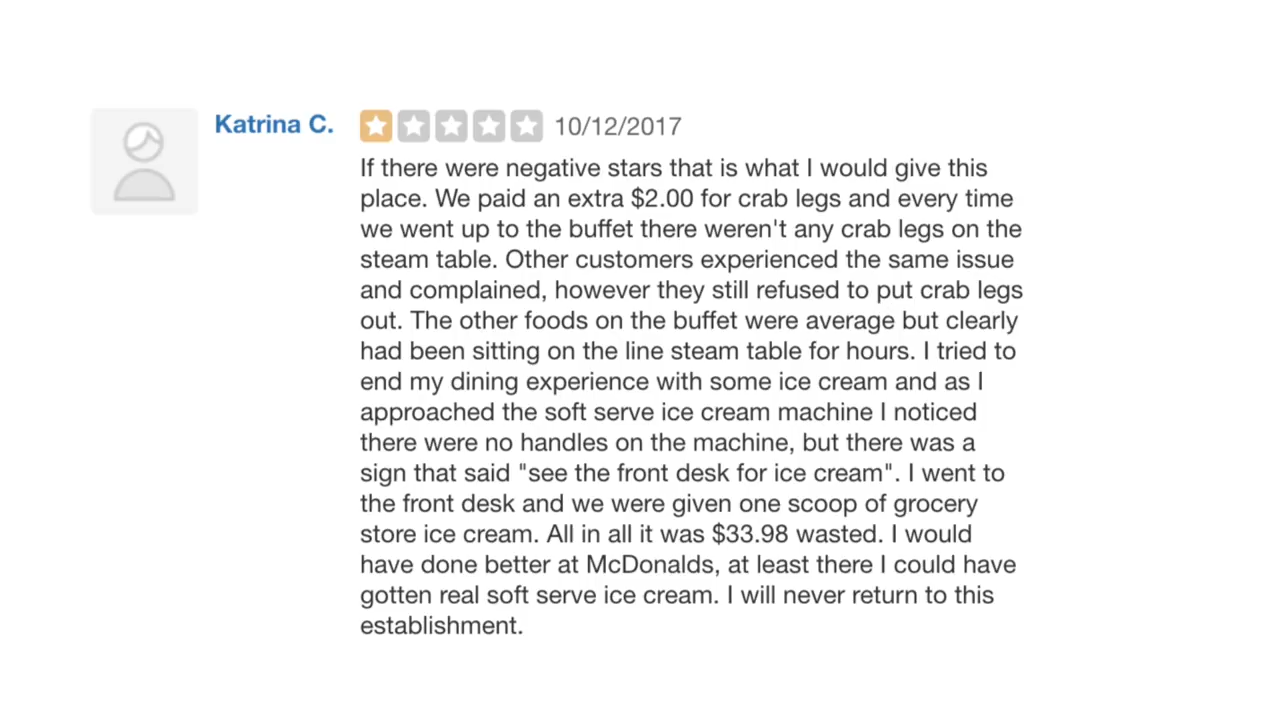 Katrina C.
10/12/2017
If there were negative stars that is what I would give this
place. We paid an extra $2.00 for crab legs and every time
we went up to the buffet there weren't any crab legs on the
steam table. Other customers experienced the same issue
and complained, however they still refused to put crab legs
out. The other foods on the buffet were average but clearly
had been sitting on the line steam table for hours. I tried to
end my dining experience with some ice cream and as I
approached the soft serve ice cream machine I noticed
there were no handles on the machine, but there was a
sign that said "see the front desk for ice cream". I went to
the front desk and we were given one scoop of grocery
store ice cream. All in all it was $33.98 wasted. I would
have done better at McDonalds, at least there I could have
gotten real soft serve ice cream. I will never return to this
establishment.